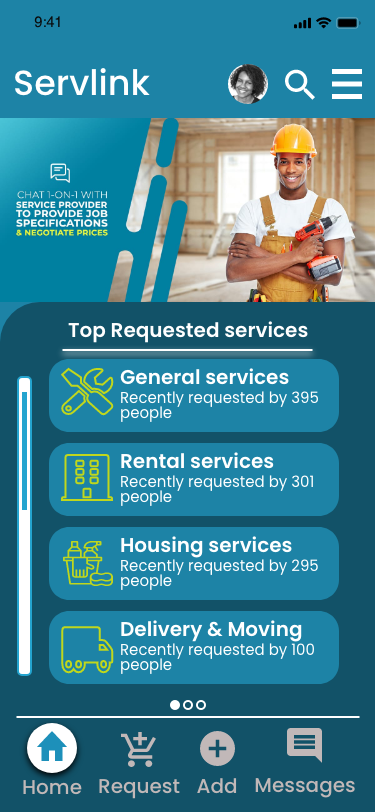 9:41
Servlink
CHAT 1-ON-1 WITH
SERVICE PROVIDER
TO PROVIDE JOB
SPECIFICATIONS
& NEGOTIATE PRICES
Top Requested services
General services
Recently requested by 395
people
Rental services
Recently requested by 301
people
Housing services
Recently requested by 295
people
Delivery & Moving
Recently requested by 100
people
Home
Request
Add
Messages